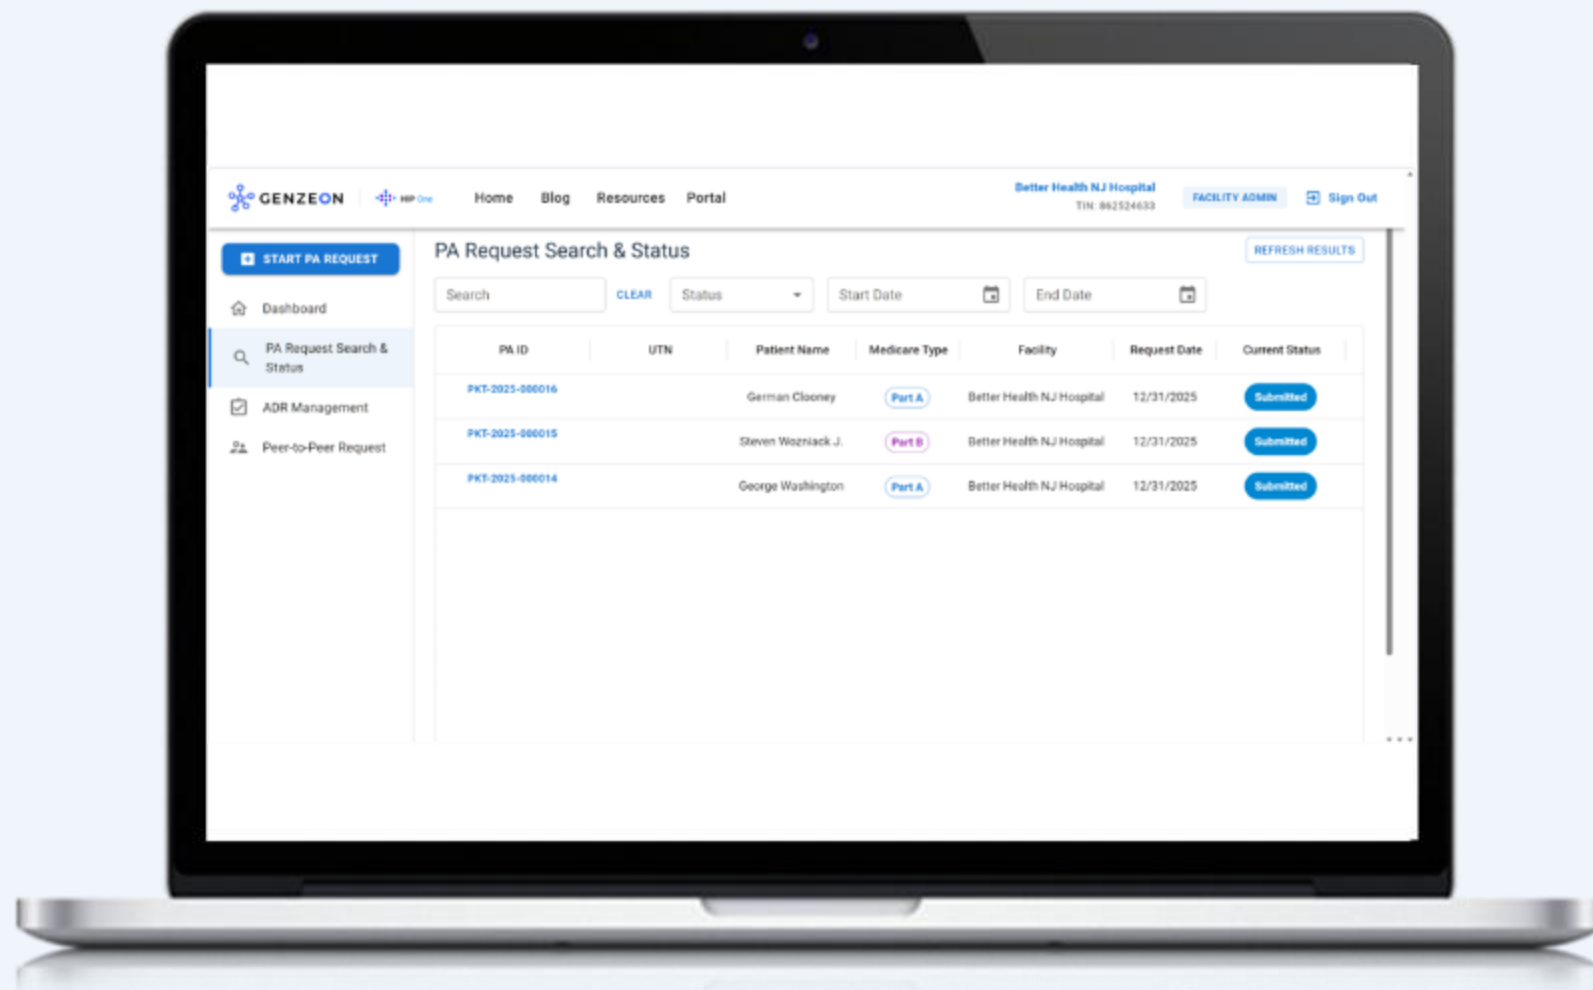 GENZEON HIP One Home Blog Resources Portal Better Health NJ Hospital FACILITY ADMIN Sign Out
TIN: 862524633
START PA REQUEST
Dashboard
PA Request Search &
Status
ADR Management
Peer-to-Peer Request
PA Request Search & Status REFRESH RESULTS
Search CLEAR Status Start Date End Date
PA ID UTN Patient Name Medicare Type Facility Request Date Current Status
PKT-2025-000016 German Clooney Part A Better Health NJ Hospital 12/31/2025 Submitted
PKT-2025-000015 Steven Wozniack J. Part B Better Health NJ Hospital 12/31/2025 Submitted
PKT-2025-000014 George Washington Part A Better Health NJ Hospital 12/31/2025 Submitted